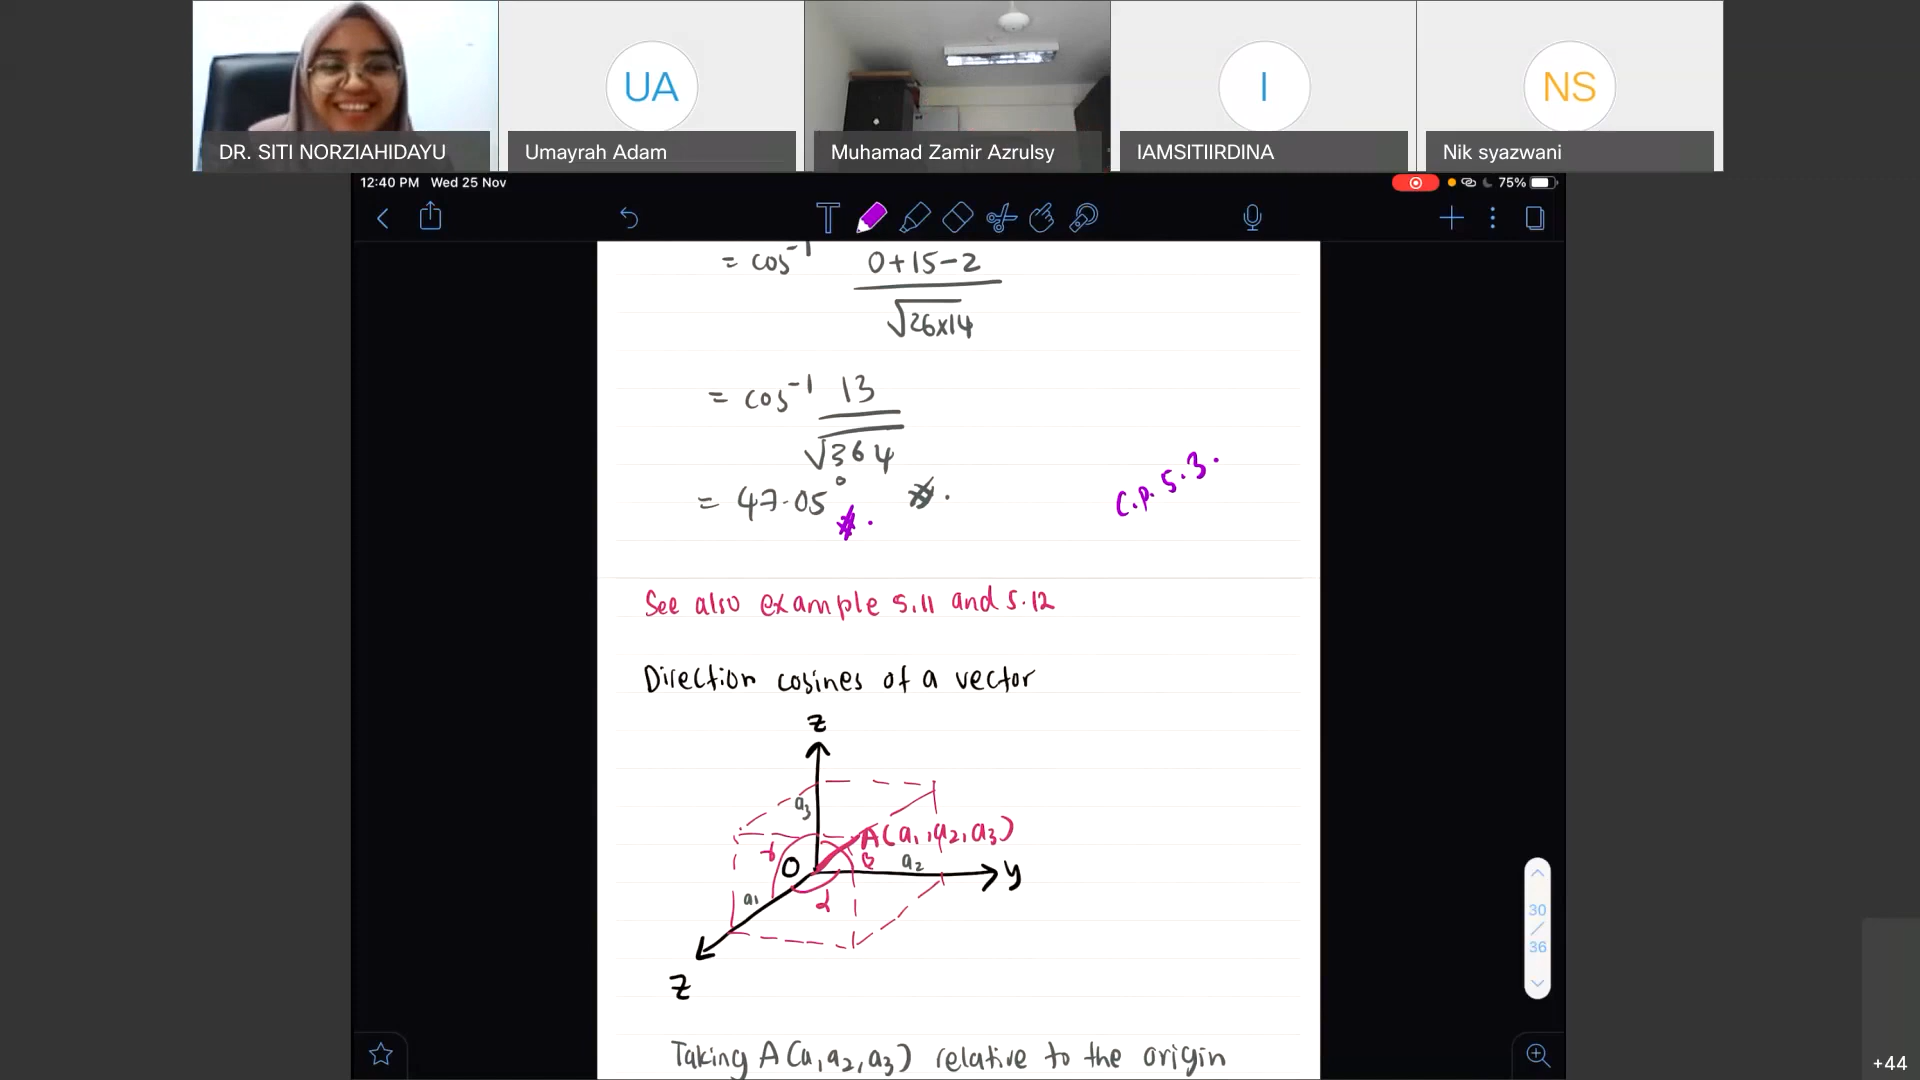 UA
I
NS
DR. SITI NORZIAHIDAYU
Umayrah Adam
Muhamad Zamir Azrulsy
IAMSITIIRDINA
Nik syazwani
12:40 PM Wed 25 Nov
75%
T
= cos⁻¹ 0+15-2
√26x14
= cos⁻¹ 13
√364
= 47.05°
C.P. 5.3.
See also example 5.11 and 5.12
Direction cosines of a vector
z
a₃
A(a₁,a₂,a₃)
γ
O
β
a₂
y
a₁
α
z
30
/
36
Taking A(a,a₂,a₃) relative to the origin
+44